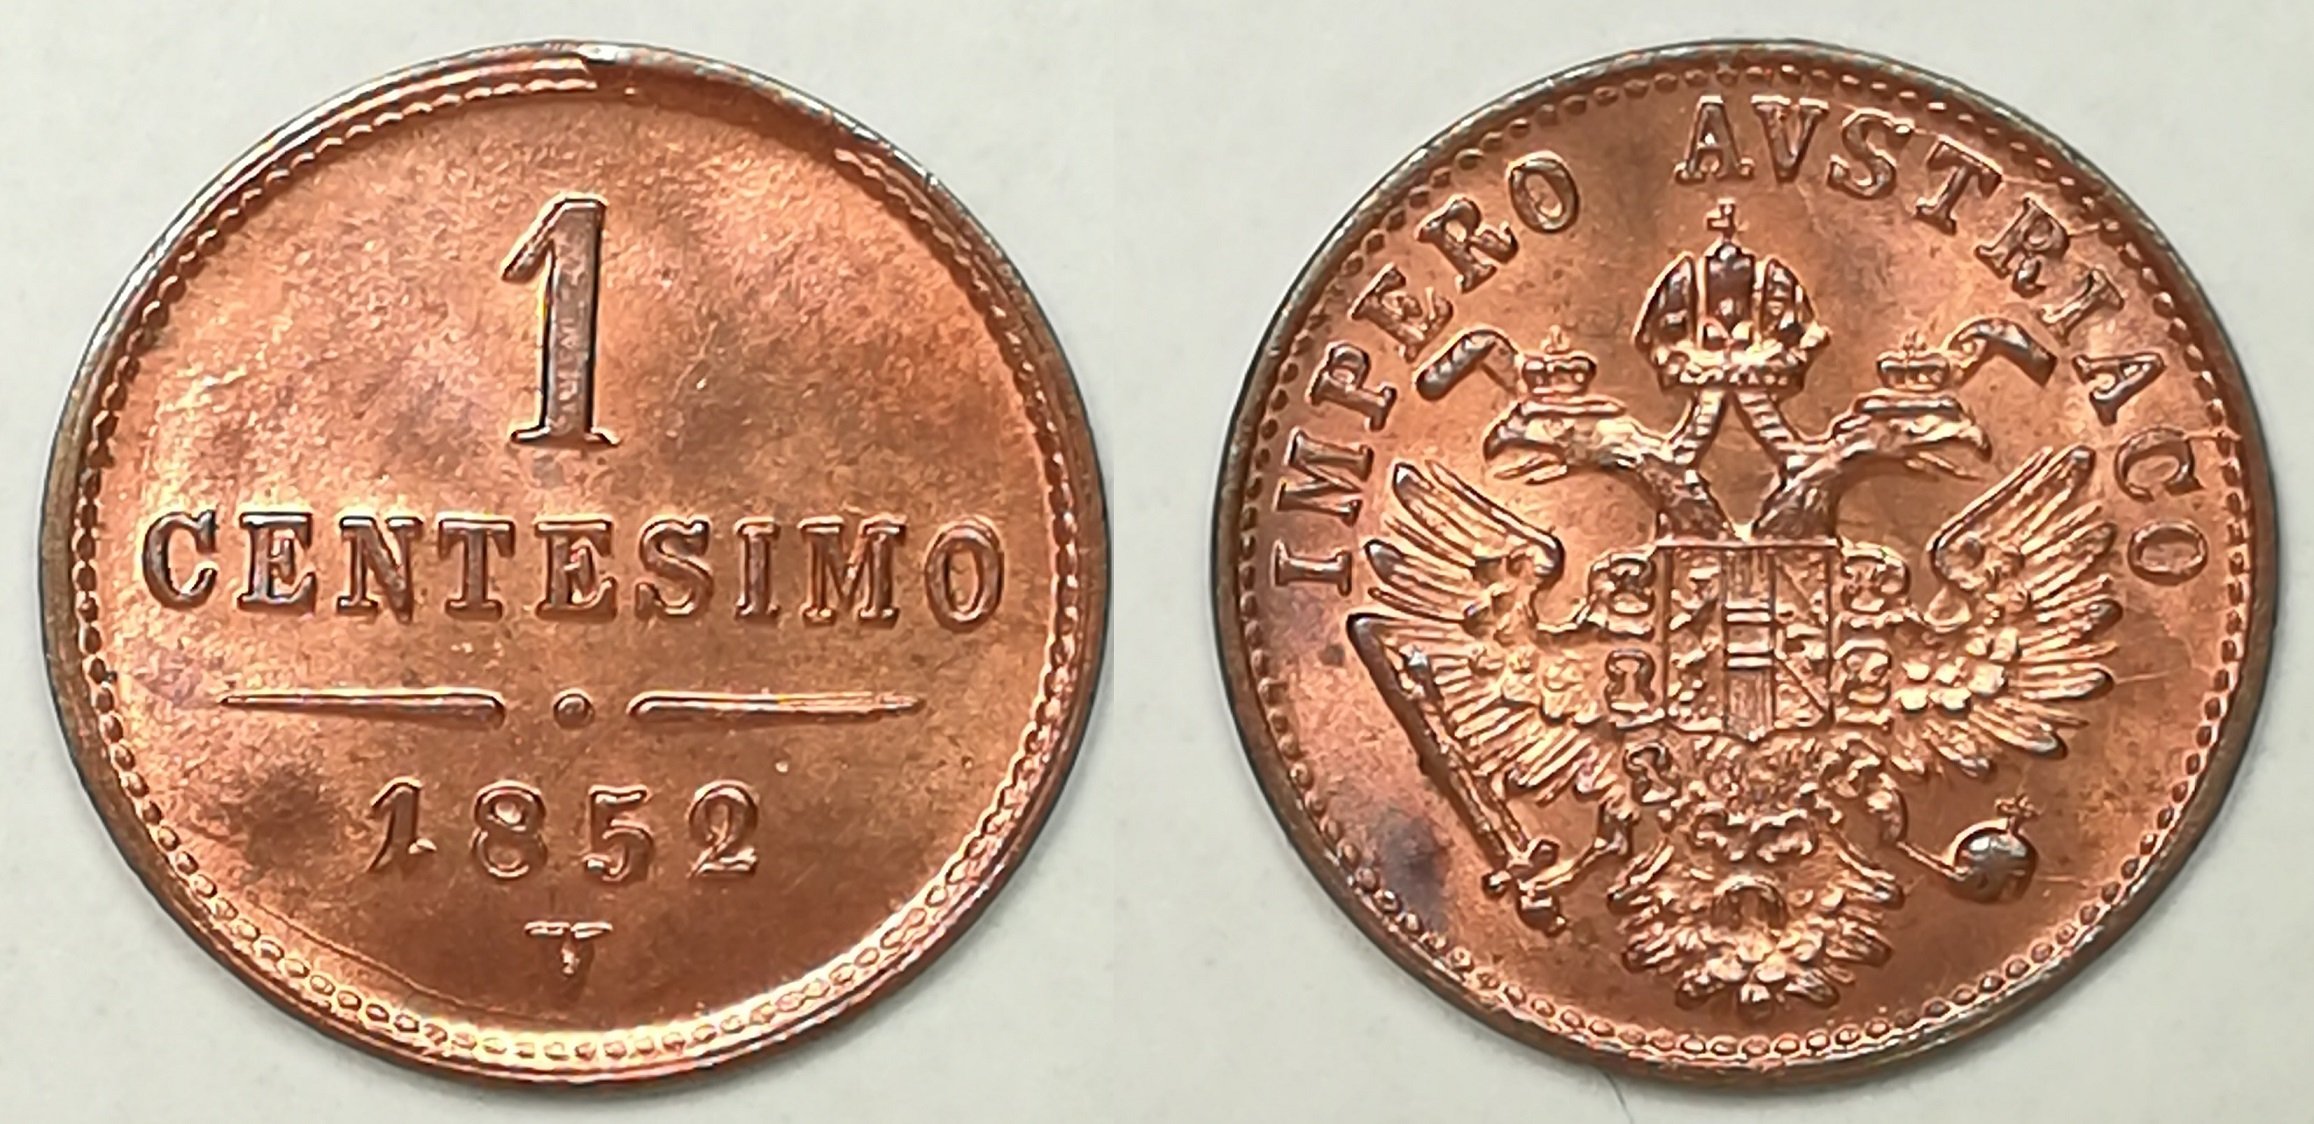 1
CENTESIMO
1852
V
IMPERO AVSTRIACO